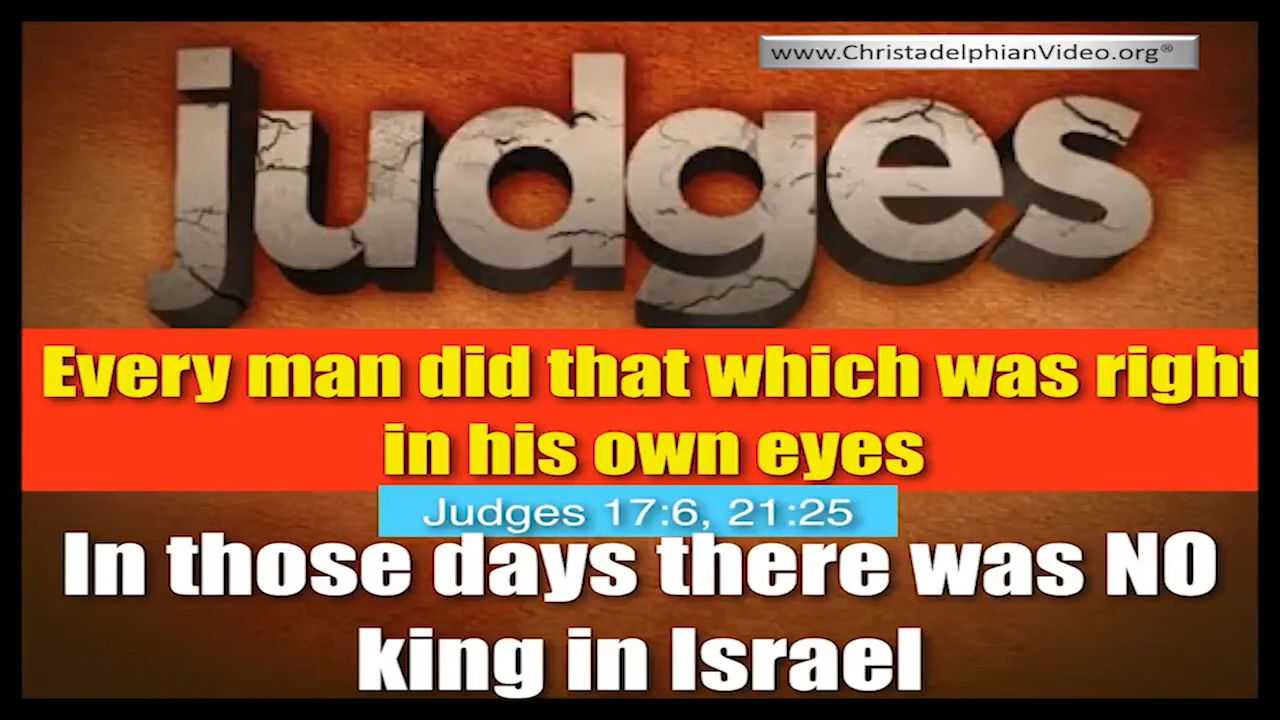 www.ChristadelphianVideo.org®
judges
Every man did that which was right
in his own eyes
Judges 17:6, 21:25
In those days there was NO
king in Israel